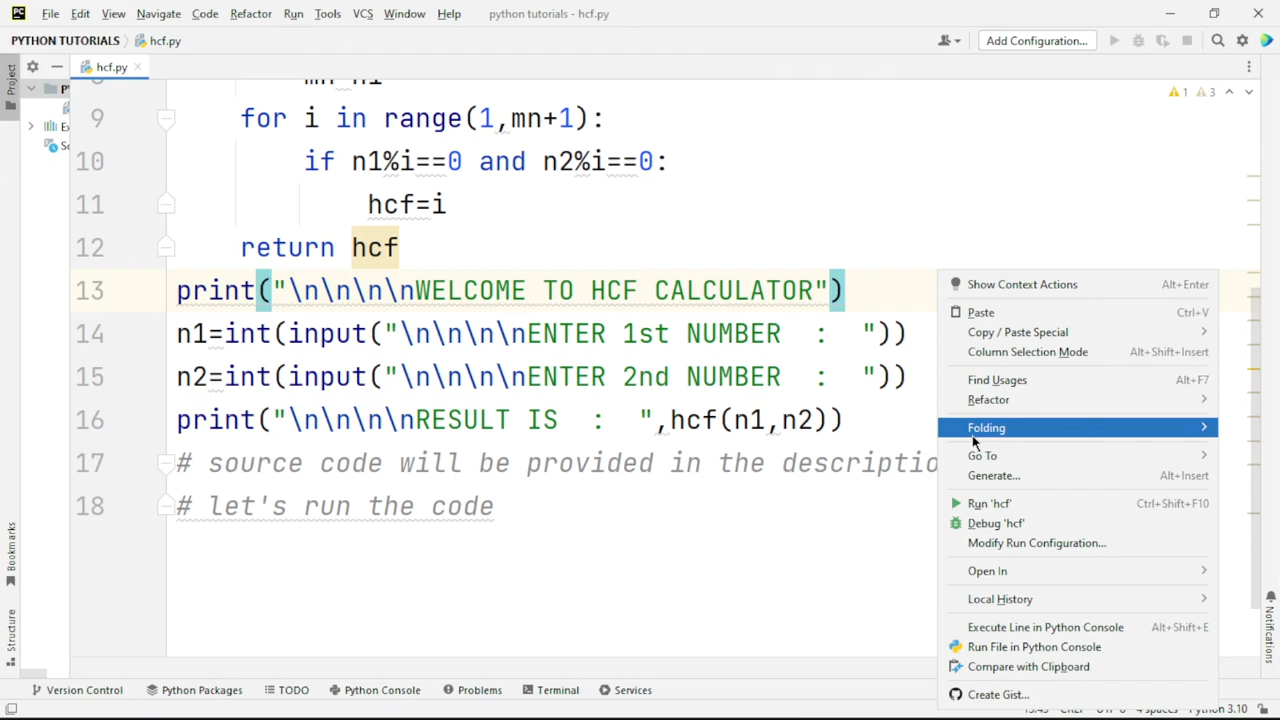 File Edit View Navigate Code Refactor Run Tools VCS Window Help python tutorials - hcf.py
PYTHON TUTORIALS hcf.py Add Configuration...
Project hcf.py
1 3
9 for i in range(1,mn+1):
10 if n1%i==0 and n2%i==0:
11 hcf=i
12 return hcf
13 print("\n\n\n\nWELCOME TO HCF CALCULATOR")
14 n1=int(input("\n\n\n\nENTER 1st NUMBER : "))
15 n2=int(input("\n\n\n\nENTER 2nd NUMBER : "))
16 print("\n\n\n\nRESULT IS : ",hcf(n1,n2))
17 # source code will be provided in the descriptio
18 # let's run the code
Show Context Actions Alt+Enter
Paste Ctrl+V
Copy / Paste Special
Column Selection Mode Alt+Shift+Insert
Find Usages Alt+F7
Refactor
Folding
Go To
Generate... Alt+Insert
Run 'hcf' Ctrl+Shift+F10
Debug 'hcf'
Modify Run Configuration...
Open In
Local History
Execute Line in Python Console Alt+Shift+E
Run File in Python Console
Compare with Clipboard
Create Gist...
Bookmarks
Structure
Notifications
Version Control Python Packages TODO Python Console Problems Terminal Services
Python 3.10